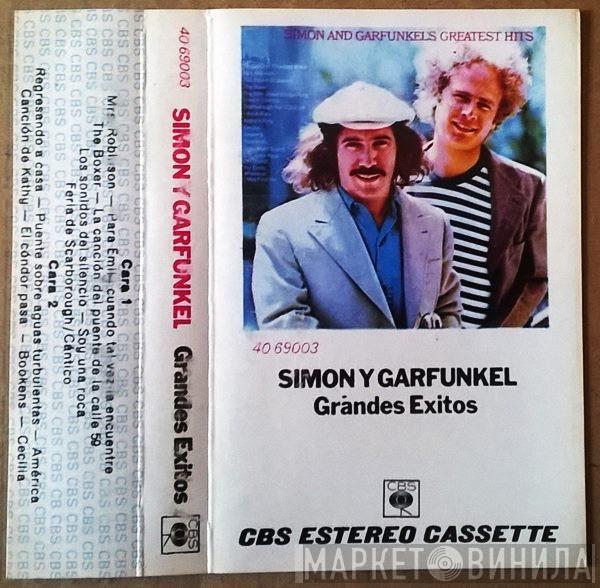 40 69003
SIMON Y GARFUNKEL Grandes Exitos
CBS
Cara 1
Mrs. Robinson — Para Emily, cuando tal vez la encuentre
The Boxer — La canción del puente de la calle 59
Los sonidos del silencio — Soy una roca
Feria de Scarborough/Cántico
Cara 2
Regresando a casa — Puente sobre aguas turbulentas — América
Canción de Kathy — El cóndor pasa — Bookens — Cecilia
SIMON AND GARFUNKEL'S GREATEST HITS
40 69003
SIMON Y GARFUNKEL
Grandes Exitos
CBS
CBS ESTEREO CASSETTE
МАРКЕТ ВИНИЛА